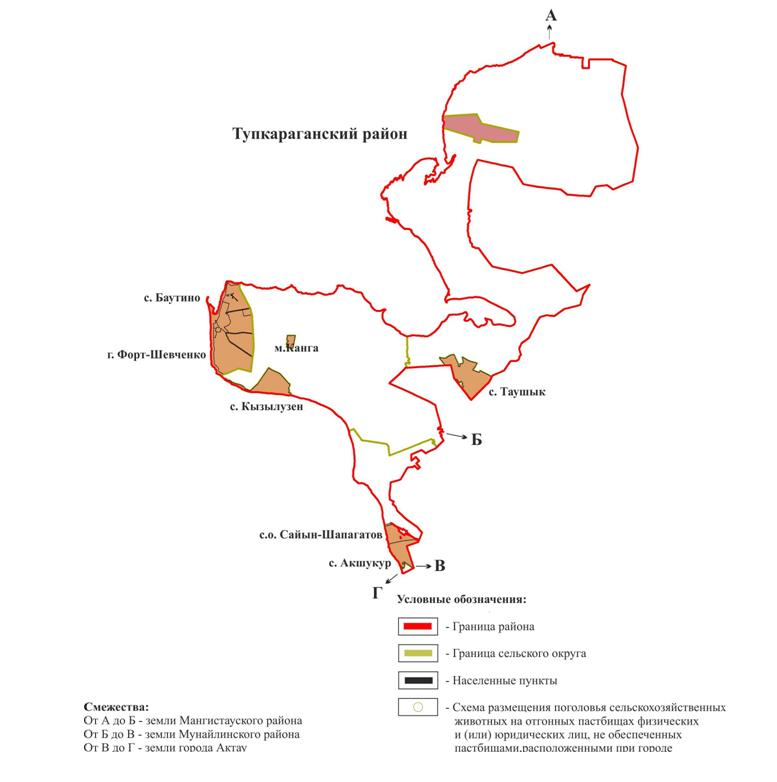 А
Тупкараганский район
с. Баутино
г. Форт-Шевченко
м.Канга
с. Таушык
с. Кызылузен
Б
с.о. Сайын-Шапагатов
с. Акшукур
В
Г
Условные обозначения:
- Граница района
- Граница сельского округа
- Населенные пункты
- Схема размещения поголовья сельскохозяйственных
животных на отгонных пастбищах физических
и (или) юридических лиц, не обеспеченных
пастбищами,расположенными при городе
Смежества:
От А до Б - земли Мангистауского района
От Б до В - земли Мунайлинского района
От В до Г - земли города Актау